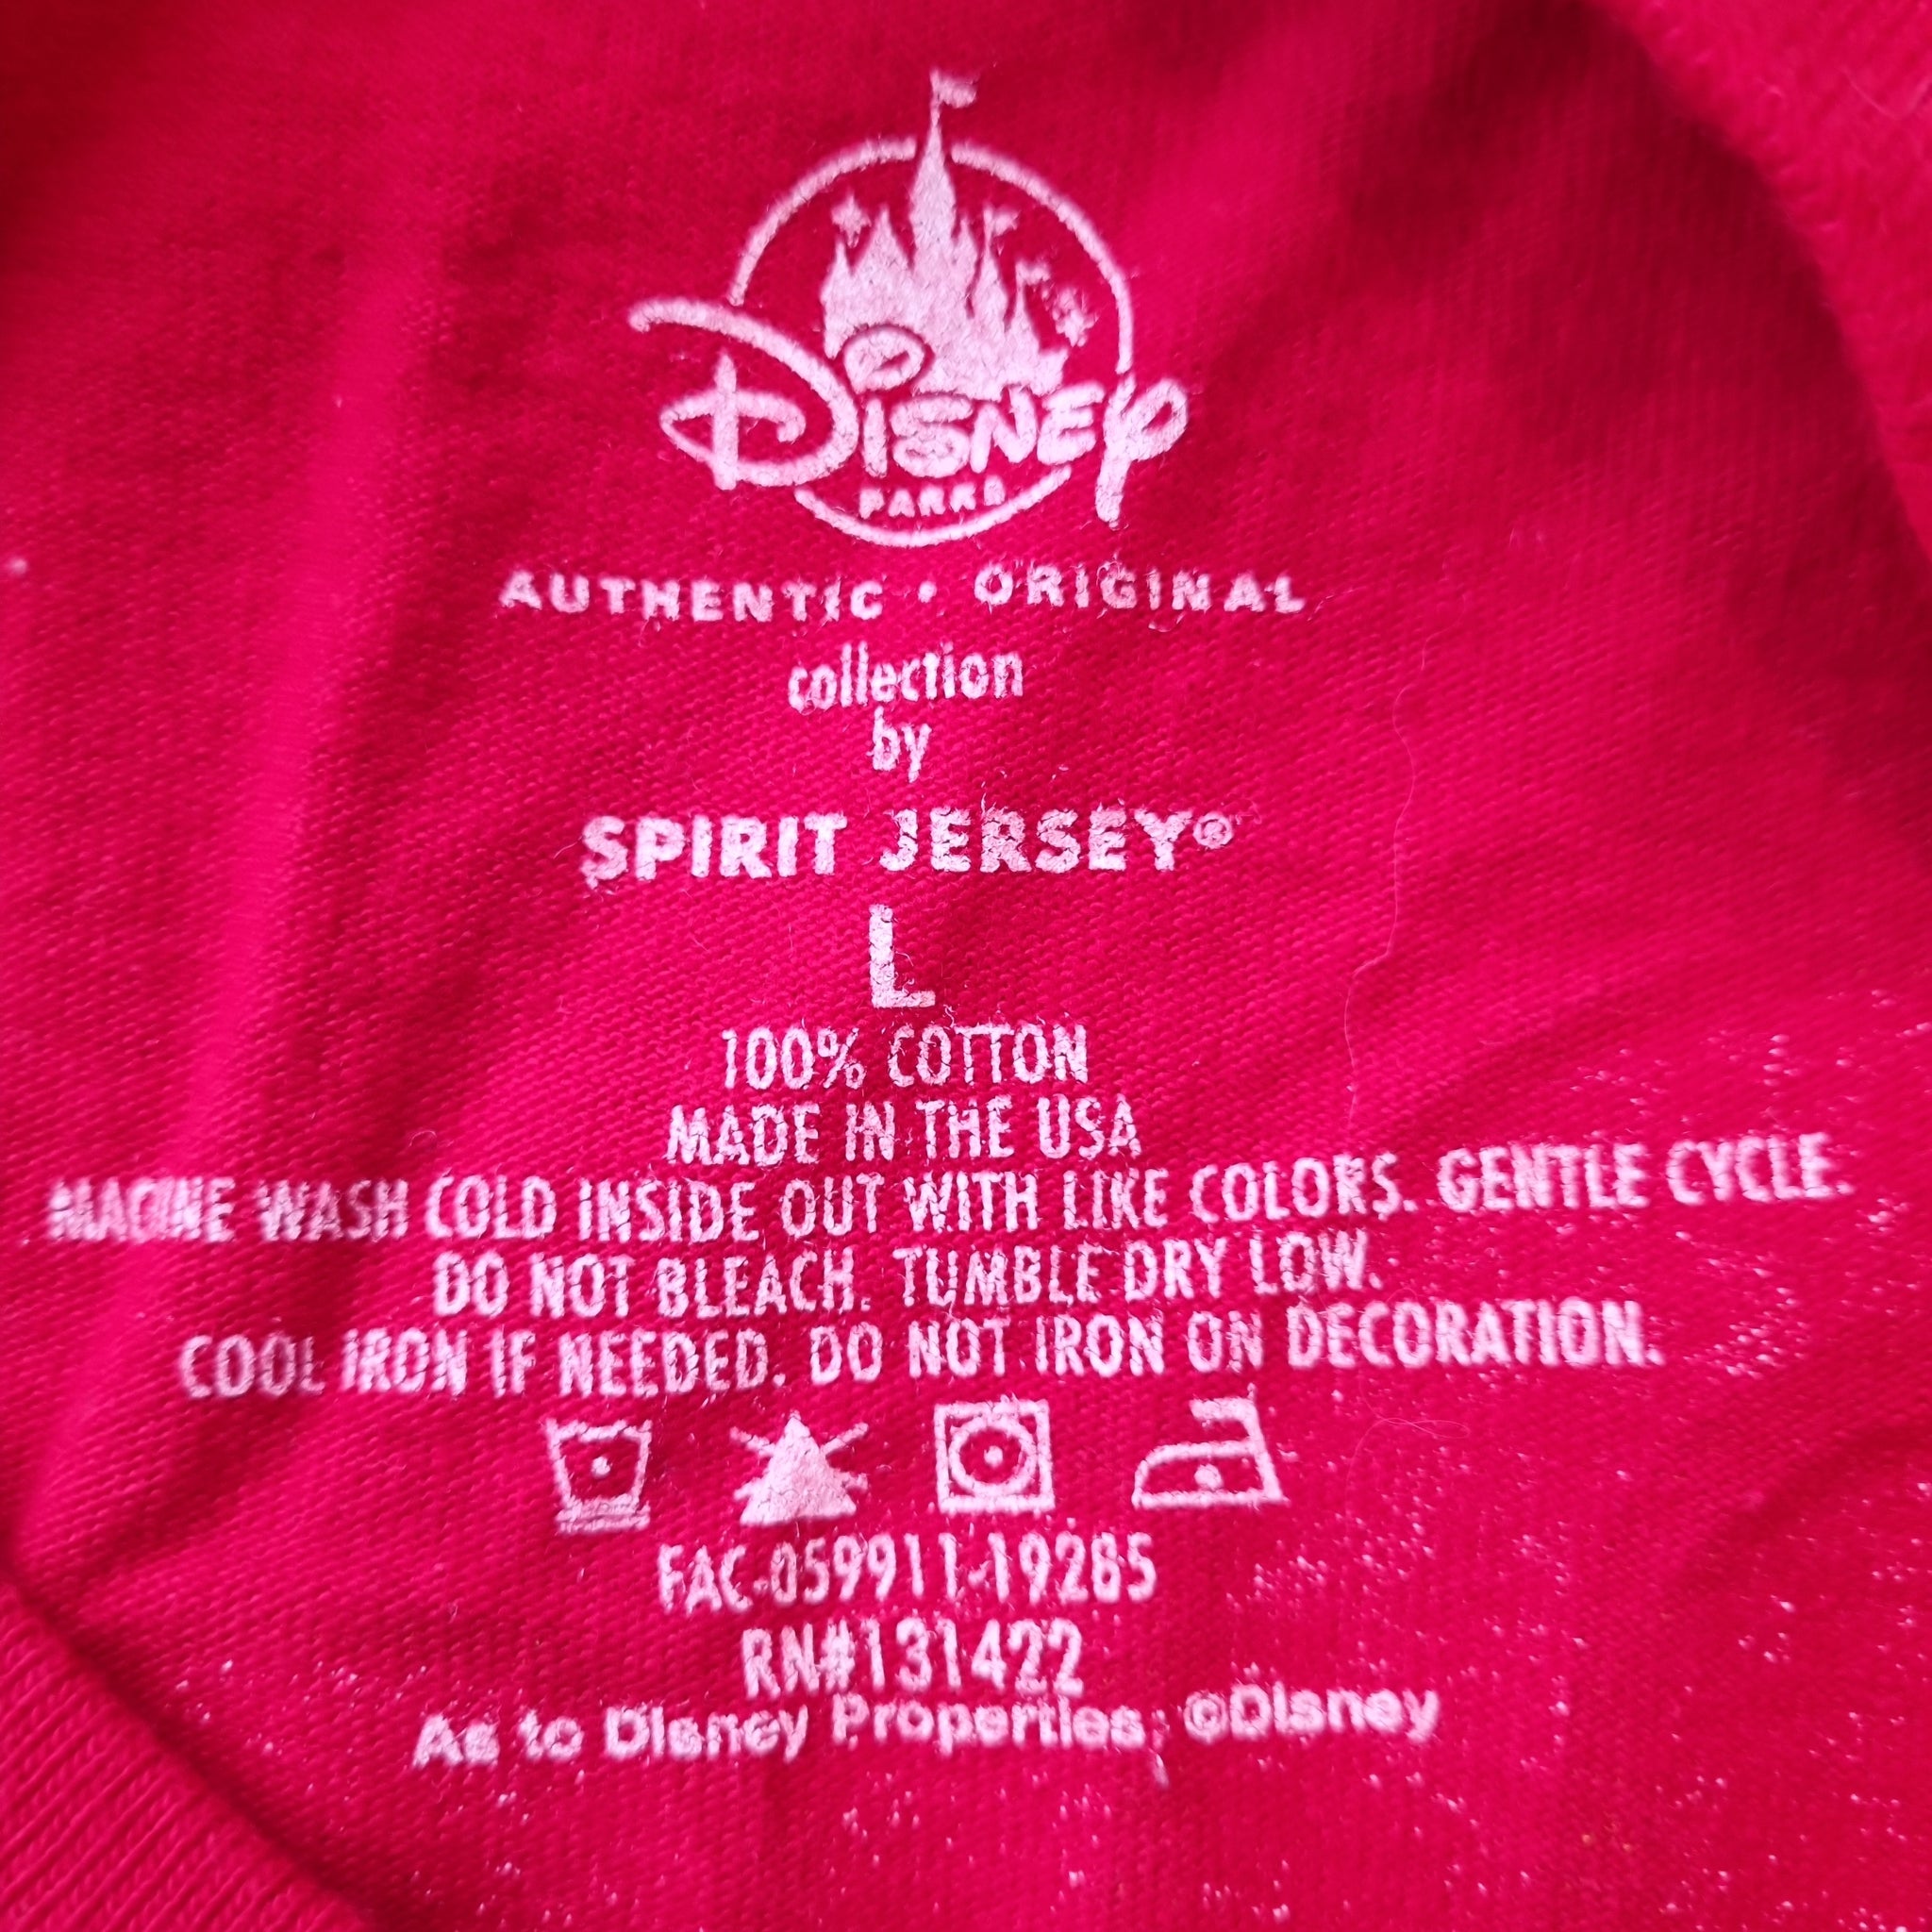 DISNEY
PARKS
AUTHENTIC • ORIGINAL
collection
by
SPIRIT JERSEY®
L
100% COTTON
MADE IN THE USA
MACHINE WASH COLD INSIDE OUT WITH LIKE COLORS. GENTLE CYCLE.
DO NOT BLEACH. TUMBLE DRY LOW.
COOL IRON IF NEEDED. DO NOT IRON ON DECORATION.
FAC-059911-19285
RN#131422
As to Disney Properties; ©Disney